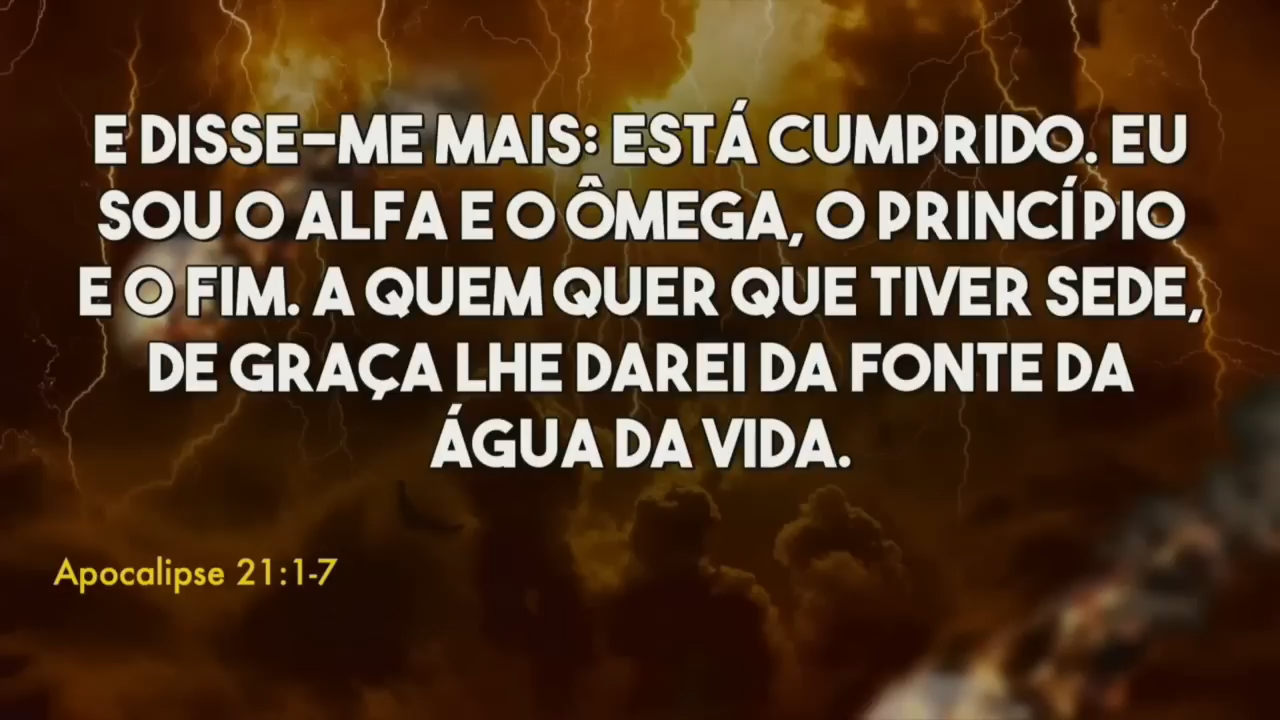 E DISSE-ME MAIS: ESTÁ CUMPRIDO. EU
SOU O ALFA E O ÔMEGA, O PRINCÍPIO
E O FIM. A QUEM QUER QUE TIVER SEDE,
DE GRAÇA LHE DAREI DA FONTE DA
ÁGUA DA VIDA.
Apocalipse 21:1-7